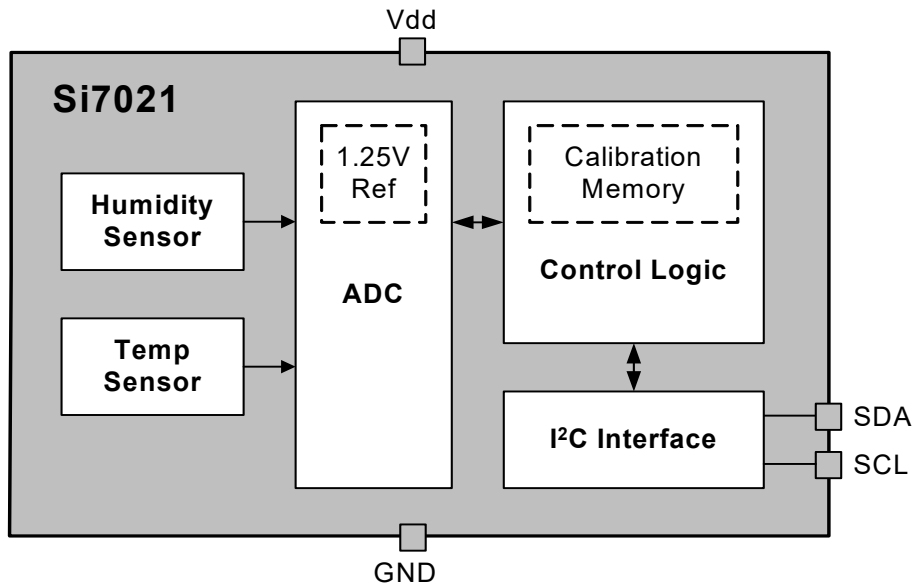 Vdd
Si7021
Humidity
Sensor
Temp
Sensor
1.25V
Ref
ADC
Calibration
Memory
Control Logic
I²C Interface
SDA
SCL
GND